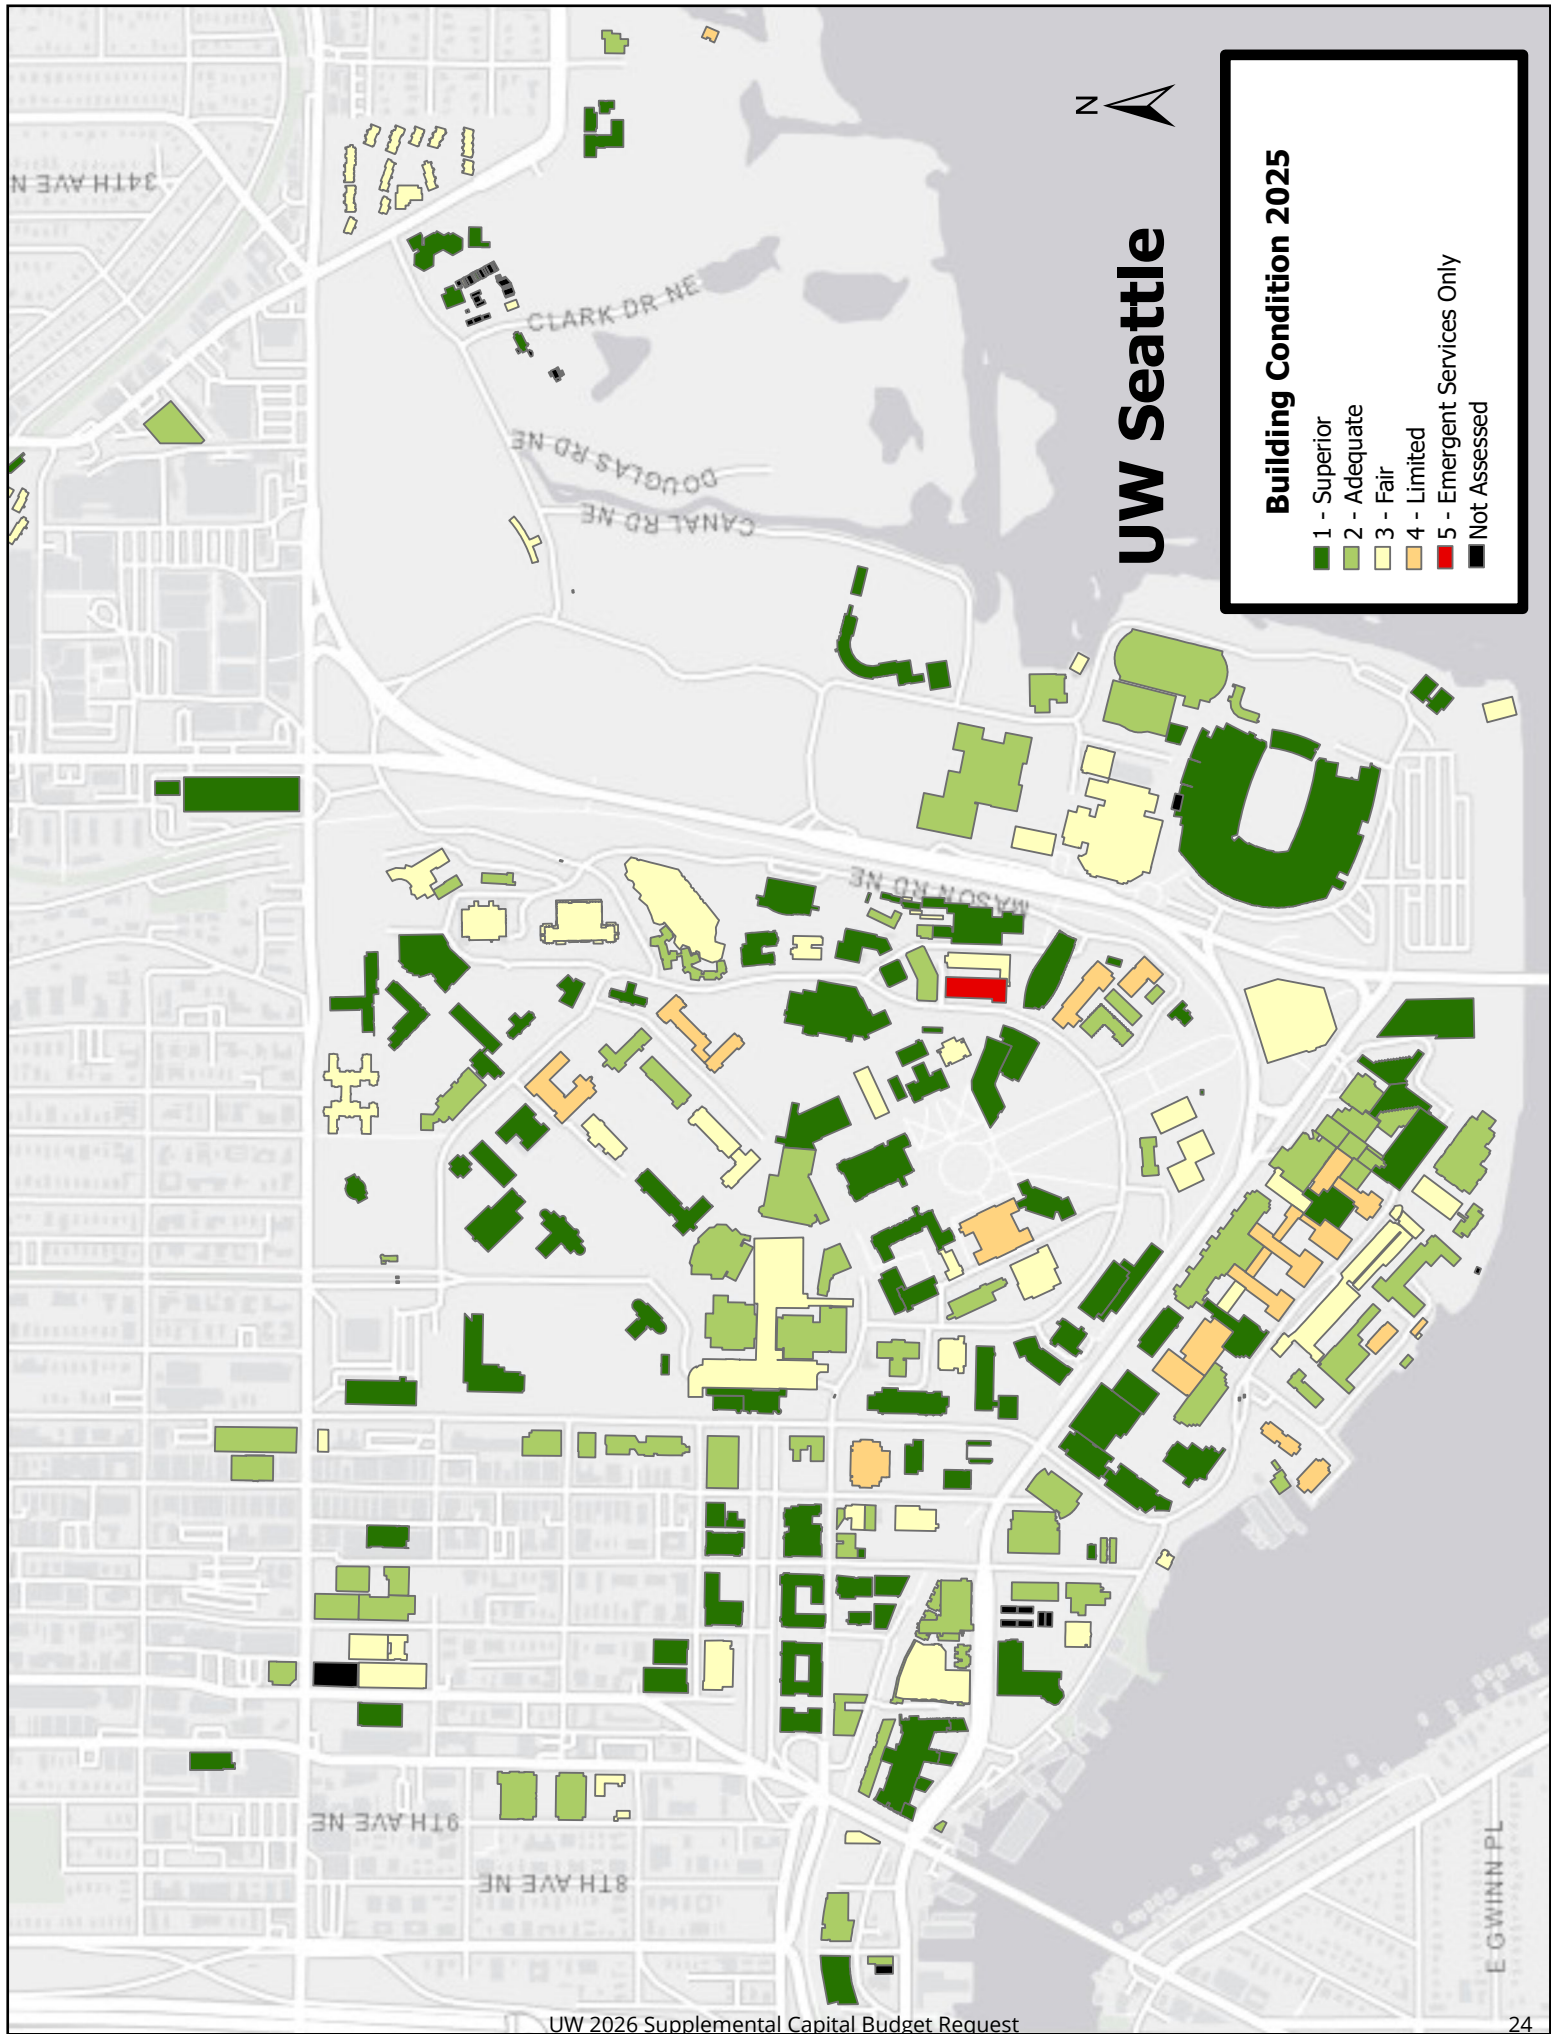 UW Seattle
Building Condition 2025
1 - Superior
2 - Adequate
3 - Fair
4 - Limited
5 - Emergent Services Only
Not Assessed
N
34TH AVE N
CLARK DR NE
DOUGLAS RD NE
CANAL RD NE
MASON RD NE
9TH AVE NE
8TH AVE NE
E GWINN PL
UW 2026 Supplemental Capital Budget Request
24